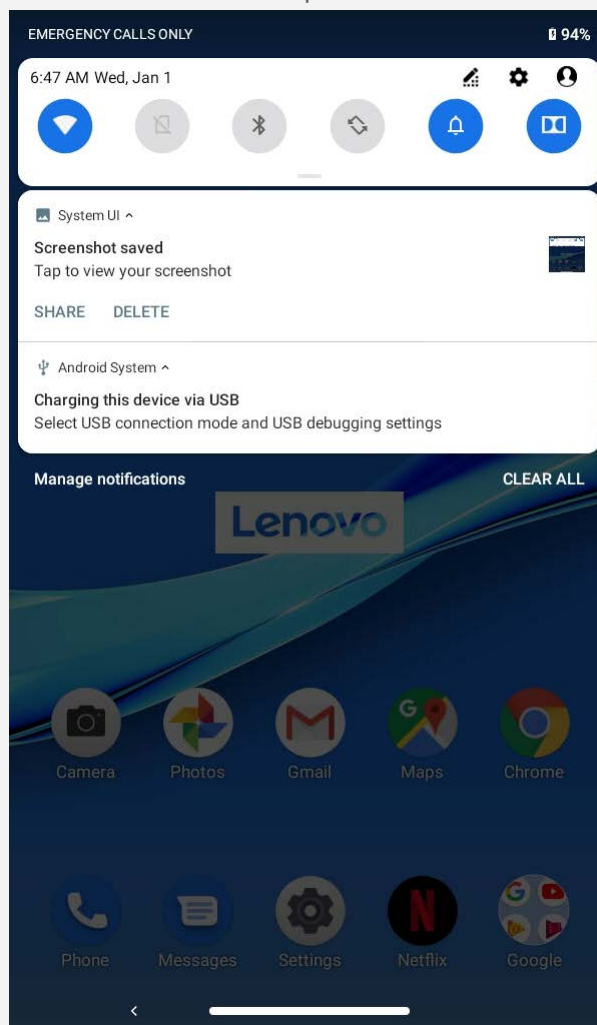 EMERGENCY CALLS ONLY 94%
6:47 AM Wed, Jan 1
System UI
Screenshot saved
Tap to view your screenshot
SHARE DELETE
Android System
Charging this device via USB
Select USB connection mode and USB debugging settings
Manage notifications CLEAR ALL
Lenovo
Camera Photos Gmail Maps Chrome
Phone Messages Settings Netflix Google